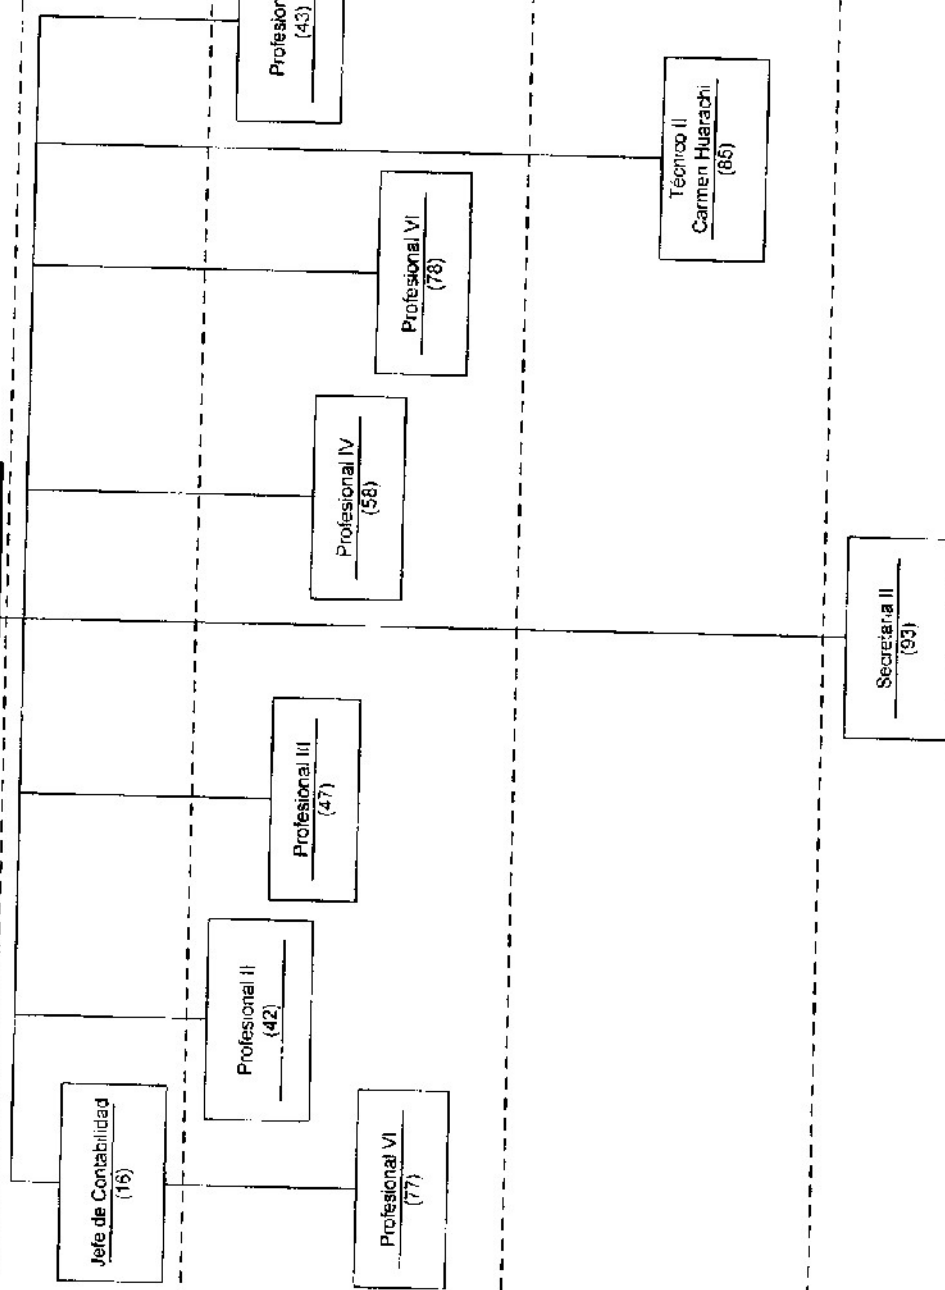 Jefe de Contabilidad
(16)
Profesional VI
(77)
Profesional II
(42)
Profesional III
(47)
Secretaria II
(93)
Profesional IV
(58)
Profesional VI
(78)
Técnico II
Carmen Huarachi
(85)
Profesion
(43)